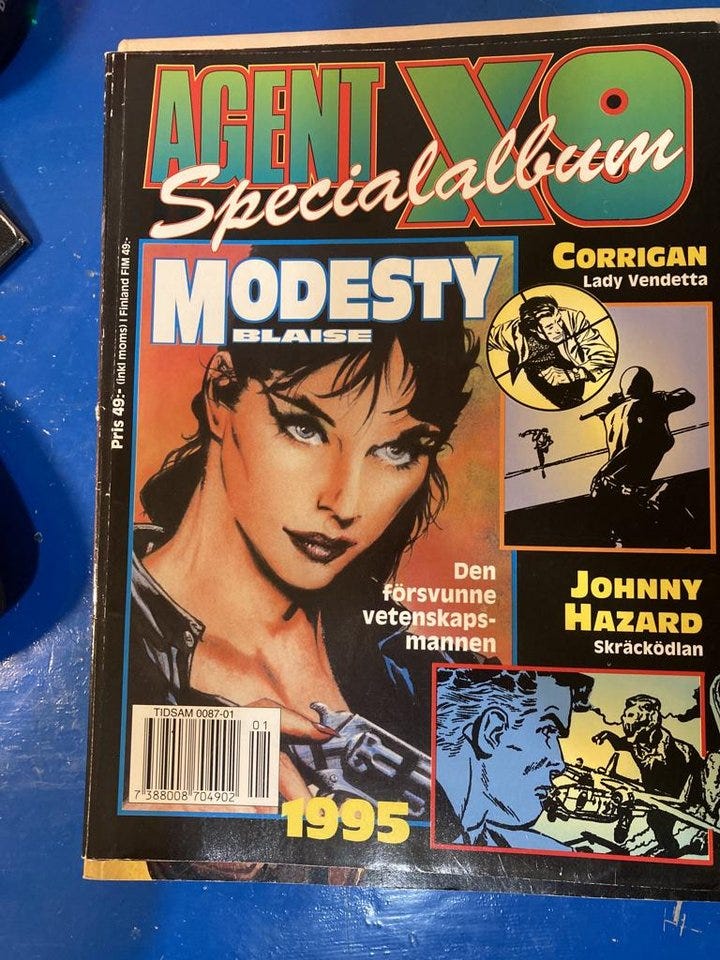 AGENT X9
Specialalbum
Pris 49:- (inkl moms) I Finland FIM 49:-
MODESTY
BLAISE
CORRIGAN
Lady Vendetta
Den
försvunne
vetenskaps-
mannen
JOHNNY
HAZARD
Skräcködlan
TIDSAM 0087-01
01
7 388008 704902
1995